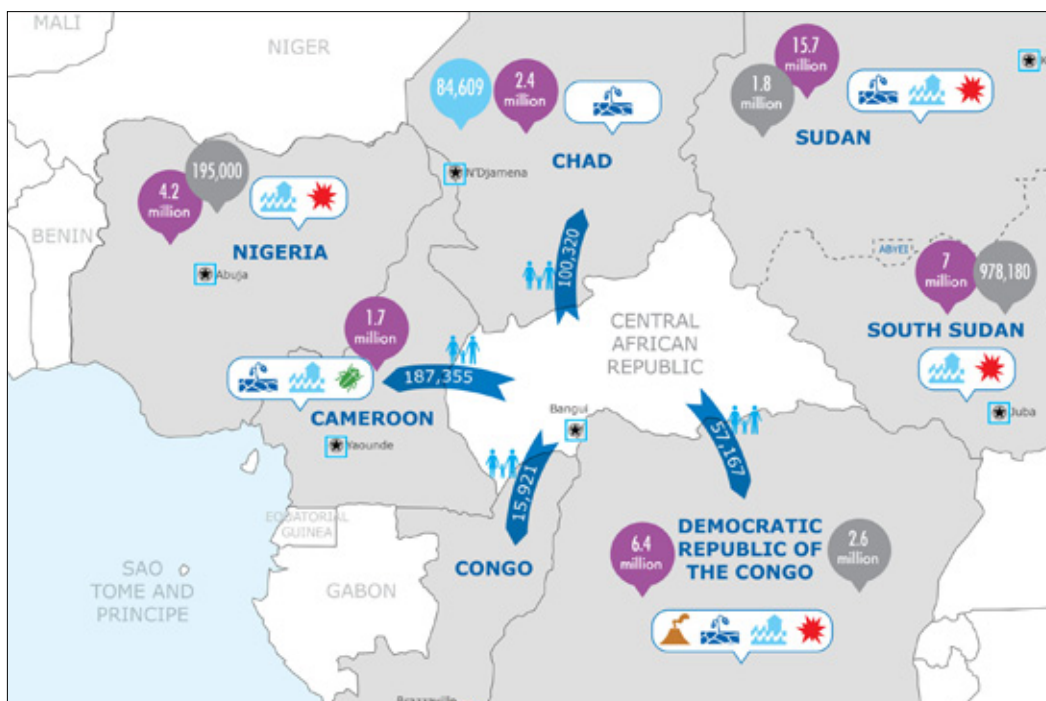 MALI
NIGER
84,609
2.4
million
CHAD
N'Djamena
15.7
million
1.8
million
SUDAN
195,000
4.2
million
NIGERIA
Abuja
BENIN
100,320
ABYEI
7
million
978,180
SOUTH SUDAN
Juba
CENTRAL
AFRICAN
REPUBLIC
Bangui
1.7
million
187,355
CAMEROON
Yaounde
15,921
57,167
EQUATORIAL
GUINEA
SAO
TOME AND
PRINCIPE
GABON
CONGO
6.4
million
DEMOCRATIC
REPUBLIC OF
THE CONGO
2.6
million